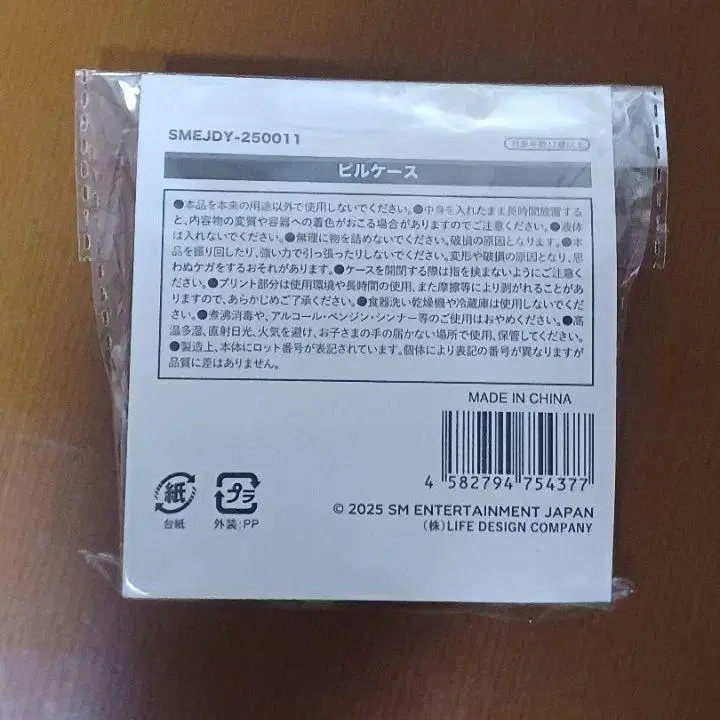 SMEJDY-250011
対象年齢12歳以上
ピルケース
●本品を本来の用途以外で使用しないでください。●中身を入れたまま長時間放置する
と、内容物の変質や容器への着色がおこる場合がありますのでご注意ください。●液体
は入れないでください。●無理に物を詰めないでください。破損の原因となります。●本
品を振り回したり、強い力で引っ張ったりしないでください。変形や破損の原因となり、思
わぬケガをするおそれがあります。●ケースを開閉する際は指を挟まないようにご注意く
ださい。●プリント部分は使用環境や長時間の使用、また摩擦等により剥がれることがあ
りますので、あらかじめご了承ください。●食器洗い乾燥機や冷蔵庫は使用しないでくだ
さい。●煮沸消毒や、アルコール・ベンジン・シンナー等のご使用はおやめください。●高
温多湿、直射日光、火気を避け、お子さまの手の届かない場所で使用、保管してください。
●製造上、本体にロット番号が表記されています。個体により表記の番号が異なりますが
品質に差はありません。
MADE IN CHINA
4 582794 754377
紙
台紙
プラ
外装:PP
© 2025 SM ENTERTAINMENT JAPAN
(株)LIFE DESIGN COMPANY